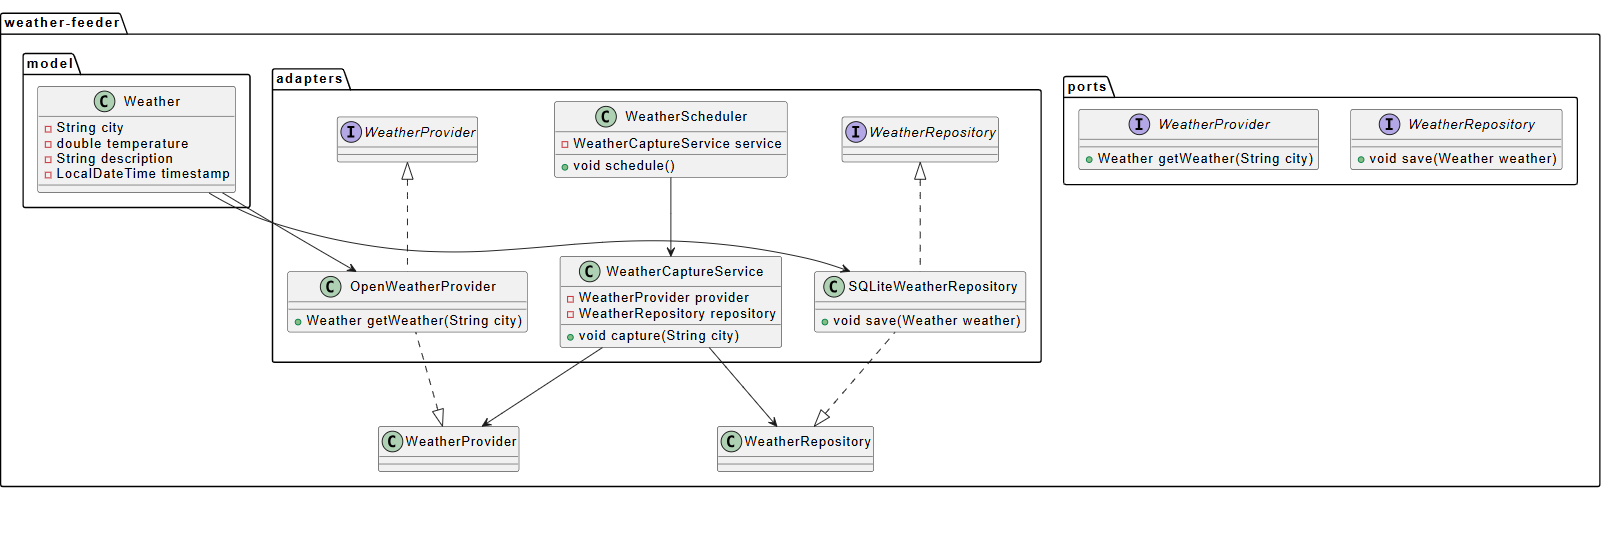 weather-feeder
model
C Weather
String city
double temperature
String description
LocalDateTime timestamp
adapters
I WeatherProvider
C WeatherScheduler
WeatherCaptureService service
void schedule()
I WeatherRepository
C OpenWeatherProvider
Weather getWeather(String city)
C WeatherCaptureService
WeatherProvider provider
WeatherRepository repository
void capture(String city)
C SQLiteWeatherRepository
void save(Weather weather)
ports
I WeatherProvider
Weather getWeather(String city)
I WeatherRepository
void save(Weather weather)
C WeatherProvider
C WeatherRepository